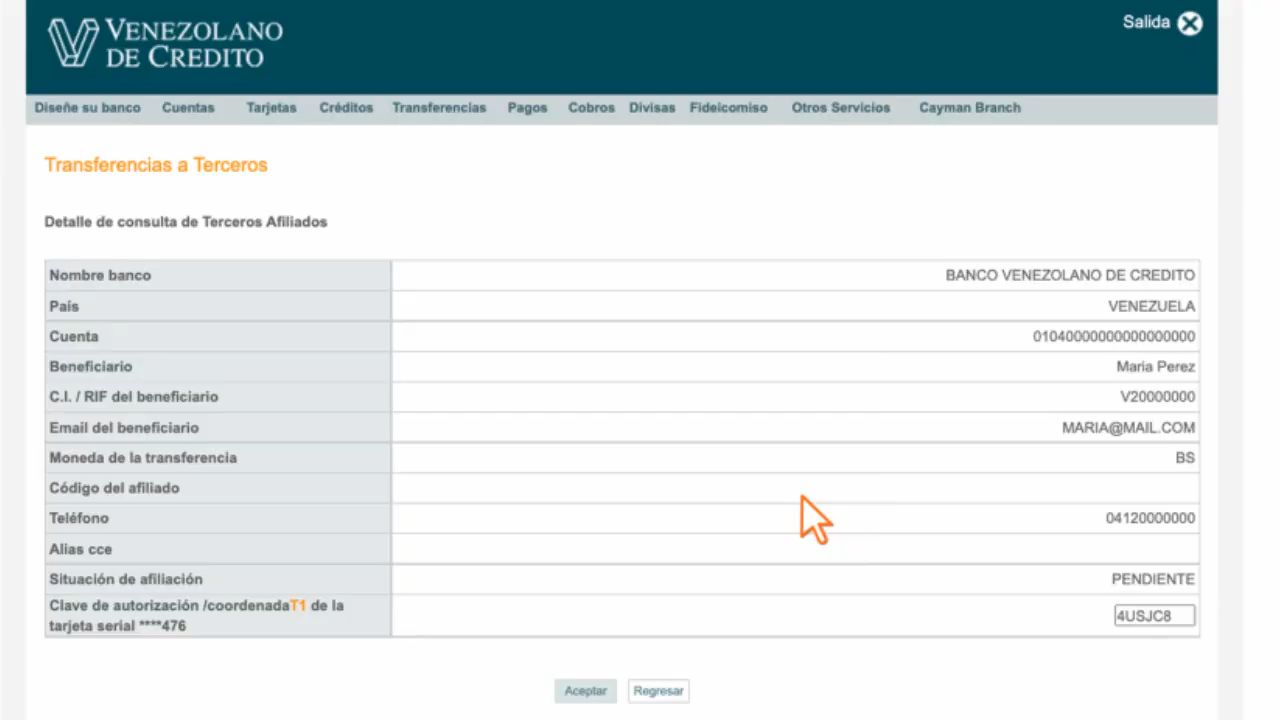 VENEZOLANO
DE CREDITO
Salida
Diseñe su banco Cuentas Tarjetas Créditos Transferencias Pagos Cobros Divisas Fideicomiso Otros Servicios Cayman Branch
Transferencias a Terceros
Detalle de consulta de Terceros Afiliados
Nombre banco BANCO VENEZOLANO DE CREDITO
País VENEZUELA
Cuenta 01040000000000000000
Beneficiario Maria Perez
C.I. / RIF del beneficiario V20000000
Email del beneficiario MARIA@MAIL.COM
Moneda de la transferencia BS
Código del afiliado
Teléfono 04120000000
Alias cce
Situación de afiliación PENDIENTE
Clave de autorización /coordenadaT1 de la
tarjeta serial ****476 4USJC8
Aceptar Regresar